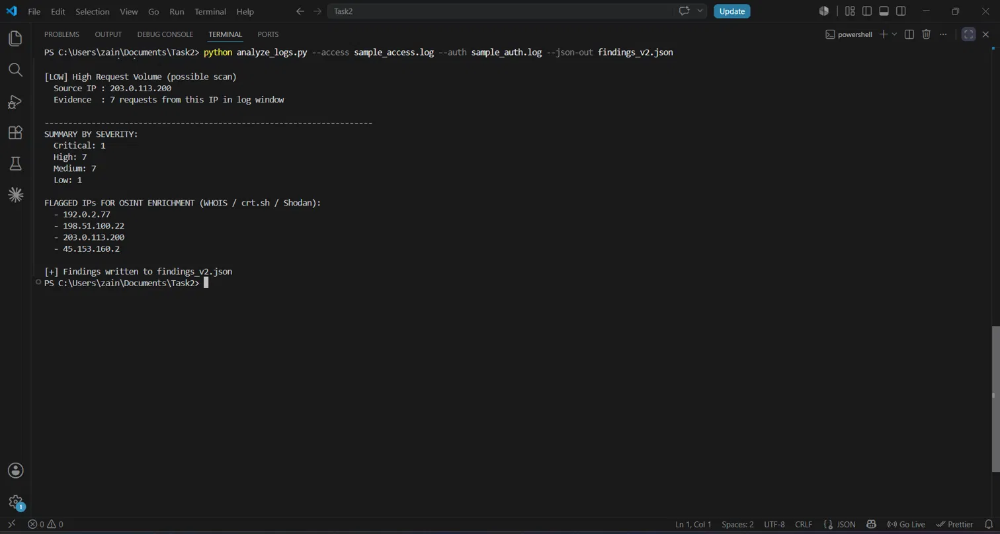 File Edit Selection View Go Run Terminal Help Task2 Update
PROBLEMS OUTPUT DEBUG CONSOLE TERMINAL PORTS powershell
PS C:\Users\zain\Documents\Task2> python analyze_logs.py --access sample_access.log --auth sample_auth.log --json-out findings_v2.json
[LOW] High Request Volume (possible scan)
Source IP : 203.0.113.200
Evidence : 7 requests from this IP in log window
----------------------------------------------------------------------
SUMMARY BY SEVERITY:
Critical: 1
High: 7
Medium: 7
Low: 1
FLAGGED IPs FOR OSINT ENRICHMENT (WHOIS / crt.sh / Shodan):
- 192.0.2.77
- 198.51.100.22
- 203.0.113.200
- 45.153.160.2
[+] Findings written to findings_v2.json
PS C:\Users\zain\Documents\Task2>
1
0 0 Ln 1, Col 1 Spaces: 2 UTF-8 CRLF {} JSON Go Live Prettier